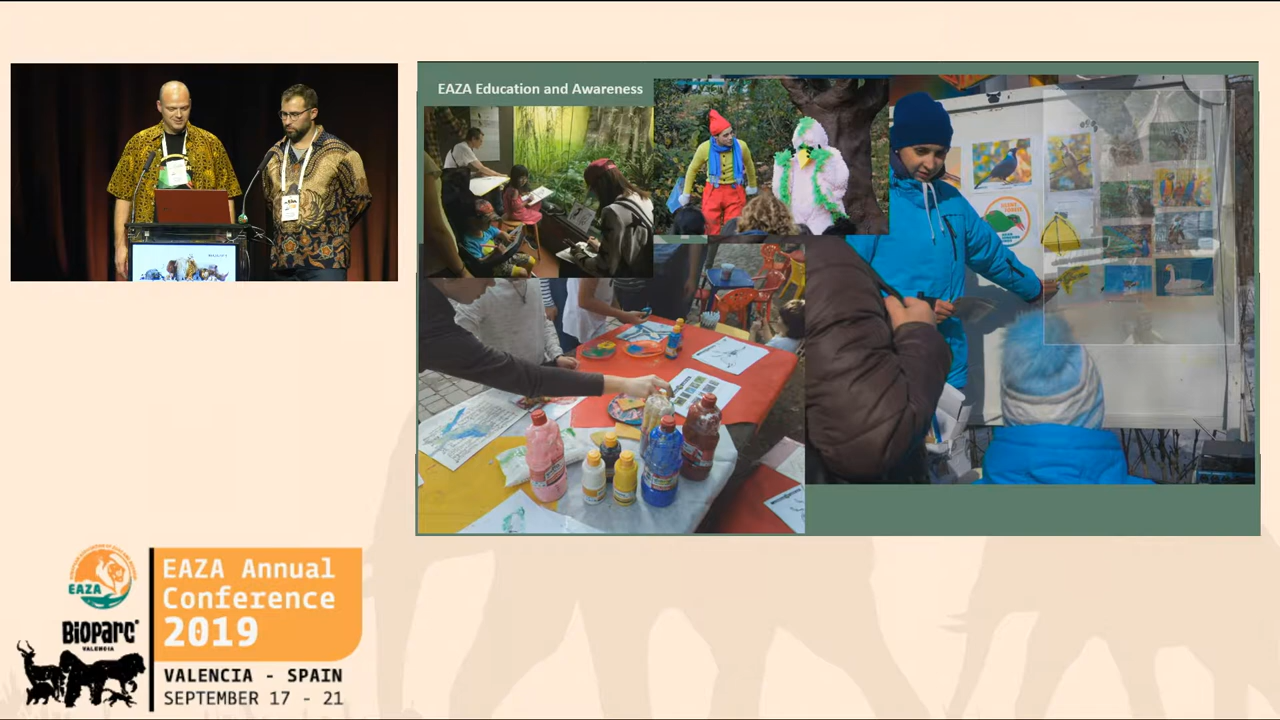 EAZA Education and Awareness
EAZA
BIOPARC
VALENCIA
EAZA Annual
Conference
2019
VALENCIA - SPAIN
SEPTEMBER 17 - 21